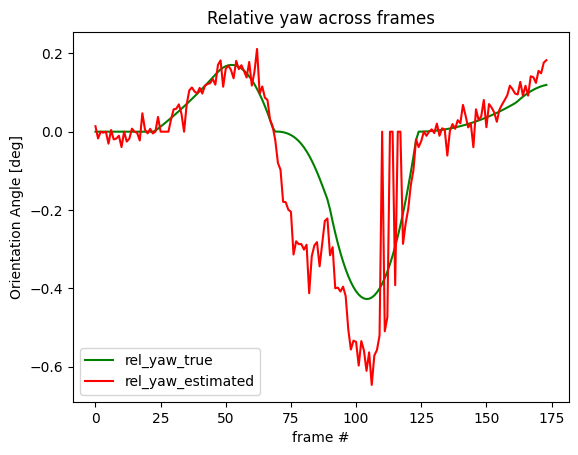 Relative yaw across frames
Orientation Angle [deg]
0.2
0.0
−0.2
−0.4
−0.6
rel_yaw_true
rel_yaw_estimated
0
25
50
75
100
125
150
175
frame #